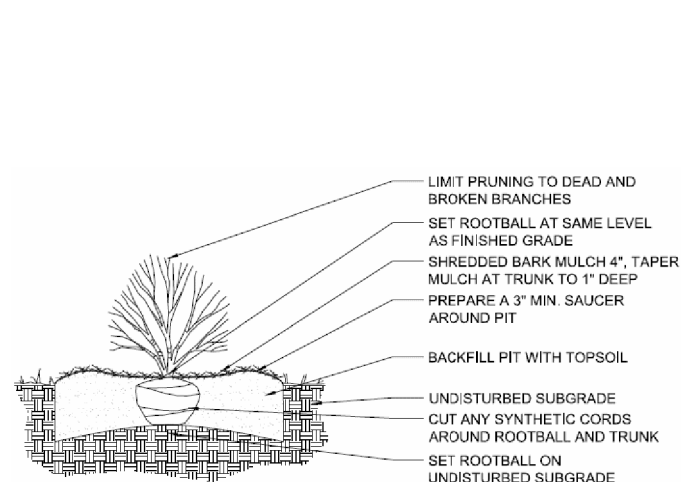 LIMIT PRUNING TO DEAD AND
BROKEN BRANCHES
SET ROOTBALL AT SAME LEVEL
AS FINISHED GRADE
SHREDDED BARK MULCH 4", TAPER
MULCH AT TRUNK TO 1" DEEP
PREPARE A 3" MIN. SAUCER
AROUND PIT
BACKFILL PIT WITH TOPSOIL
UNDISTURBED SUBGRADE
CUT ANY SYNTHETIC CORDS
AROUND ROOTBALL AND TRUNK
SET ROOTBALL ON
UNDISTURBED SUBGRADE